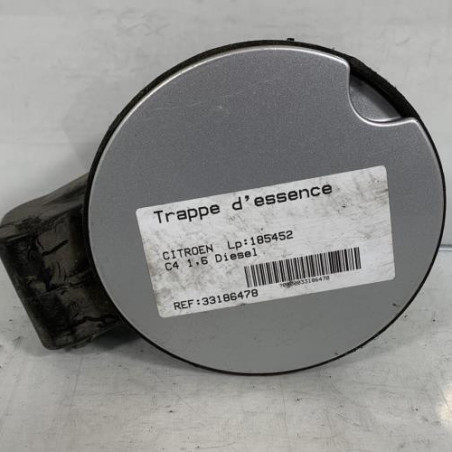 Trappe d'essence
CITROEN Lp:185452
C4 1,6 Diesel
REF:33186478